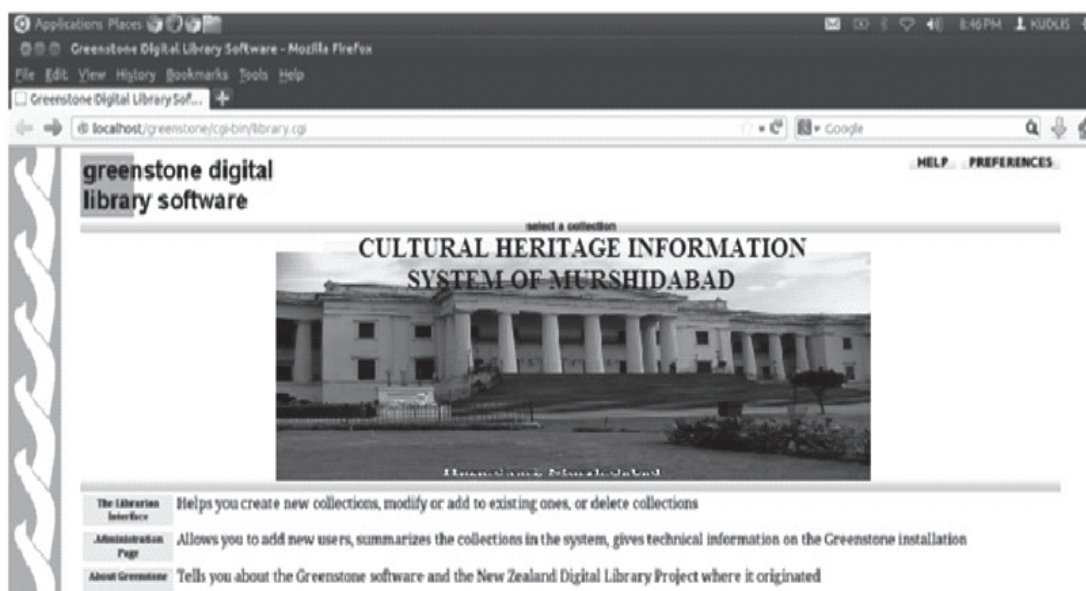 Applications Places 8:46 PM KUDLIS
Greenstone Digital Library Software - Mozilla Firefox
File Edit View History Bookmarks Tools Help
Greenstone Digital Library Sof...
localhost/greenstone/cgi-bin/library.cgi Google
HELP PREFERENCES
greenstone digital
library software
select a collection
CULTURAL HERITAGE INFORMATION
SYSTEM OF MURSHIDABAD
Murshidabad
The Librarian Interface Helps you create new collections, modify or add to existing ones, or delete collections
Administration Page Allows you to add new users, summarizes the collections in the system, gives technical information on the Greenstone installation
About Greenstone Tells you about the Greenstone software and the New Zealand Digital Library Project where it originated